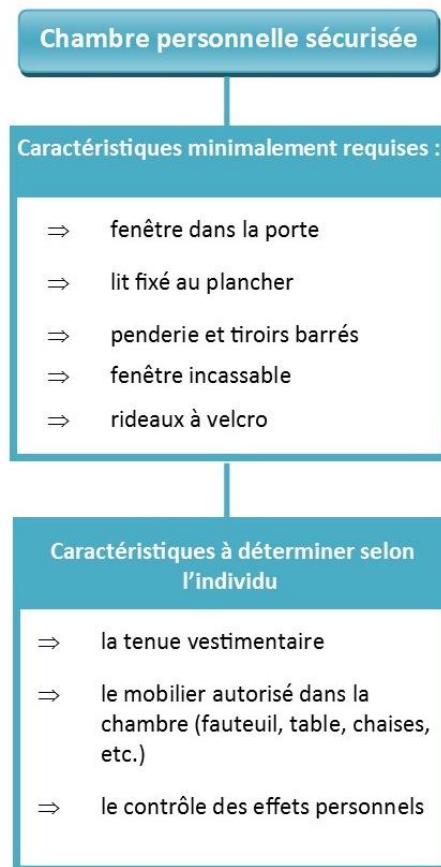 Chambre personnelle sécurisée
Caractéristiques minimalement requises :
⇒ fenêtre dans la porte
⇒ lit fixé au plancher
⇒ penderie et tiroirs barrés
⇒ fenêtre incassable
⇒ rideaux à velcro
Caractéristiques à déterminer selon
l’individu
⇒ la tenue vestimentaire
⇒ le mobilier autorisé dans la
chambre (fauteuil, table, chaises,
etc.)
⇒ le contrôle des effets personnels